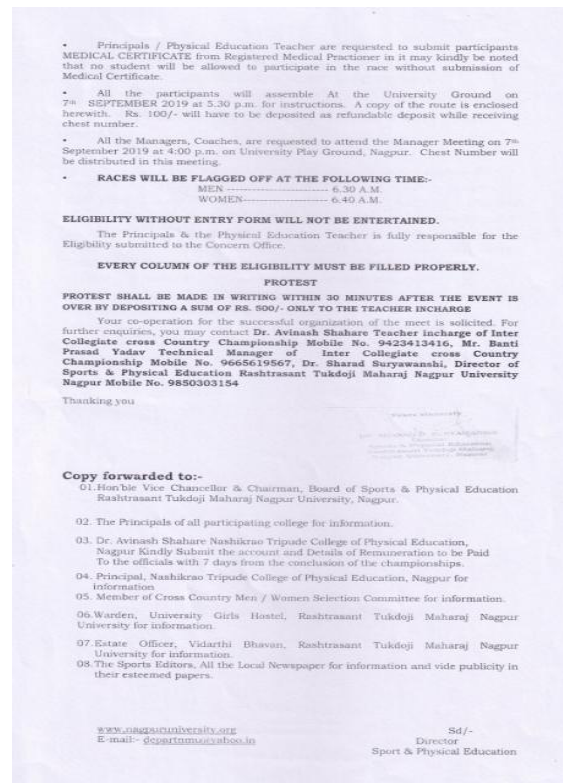 • Principals / Physical Education Teacher are requested to submit participants
MEDICAL CERTIFICATE from Registered Medical Practioner in it may kindly be noted
that no student will be allowed to participate in the race without submission of
Medical Certificate.
• All the participants will assemble At the University Ground on
7th SEPTEMBER 2019 at 5.30 p.m. for instructions. A copy of the route is enclosed
herewith. Rs. 100/- will have to be deposited as refundable deposit while receiving
chest number.
• All the Managers, Coaches, are requested to attend the Manager Meeting on 7th
September 2019 at 4:00 p.m. on University Play Ground, Nagpur. Chest Number will
be distributed in this meeting.
• RACES WILL BE FLAGGED OFF AT THE FOLLOWING TIME:-
MEN ------------------------ 6.30 A.M.
WOMEN-------------------- 6.40 A.M.
ELIGIBILITY WITHOUT ENTRY FORM WILL NOT BE ENTERTAINED.
The Principals & the Physical Education Teacher is fully responsible for the
Eligibility submitted to the Concern Office.
EVERY COLUMN OF THE ELIGIBILITY MUST BE FILLED PROPERLY.
PROTEST
PROTEST SHALL BE MADE IN WRITING WITHIN 30 MINUTES AFTER THE EVENT IS
OVER BY DEPOSITING A SUM OF RS. 500/- ONLY TO THE TEACHER INCHARGE
Your co-operation for the successful organization of the meet is solicited. For
further enquiries, you may contact Dr. Avinash Shahare Teacher incharge of Inter
Collegiate cross Country Championship Mobile No. 9423413416, Mr. Banti
Prasad Yadav Technical Manager of Inter Collegiate cross Country
Championship Mobile No. 9665619567, Dr. Sharad Suryawanshi, Director of
Sports & Physical Education Rashtrasant Tukdoji Maharaj Nagpur University
Nagpur Mobile No. 9850303154
Thanking you
Copy forwarded to:-
01.Hon'ble Vice Chancellor & Chairman, Board of Sports & Physical Education
Rashtrasant Tukdoji Maharaj Nagpur University, Nagpur.
02. The Principals of all participating college for information.
03. Dr. Avinash Shahare Nashikrao Tripude College of Physical Education,
Nagpur Kindly Submit the account and Details of Remuneration to be Paid
To the officials with 7 days from the conclusion of the championships.
04. Principal, Nashikrao Tripude College of Physical Education, Nagpur for
information
05. Member of Cross Country Men / Women Selection Committee for information.
06.Warden, University Girls Hostel, Rashtrasant Tukdoji Maharaj Nagpur
University for information
07.Estate Officer, Vidarthi Bhavan, Rashtrasant Tukdoji Maharaj Nagpur
University for information.
08.The Sports Editors, All the Local Newspaper for information and vide publicity in
their esteemed papers.
www.nagpuruniversity.org Sd/-
E-mail:- Director
Sport & Physical Education